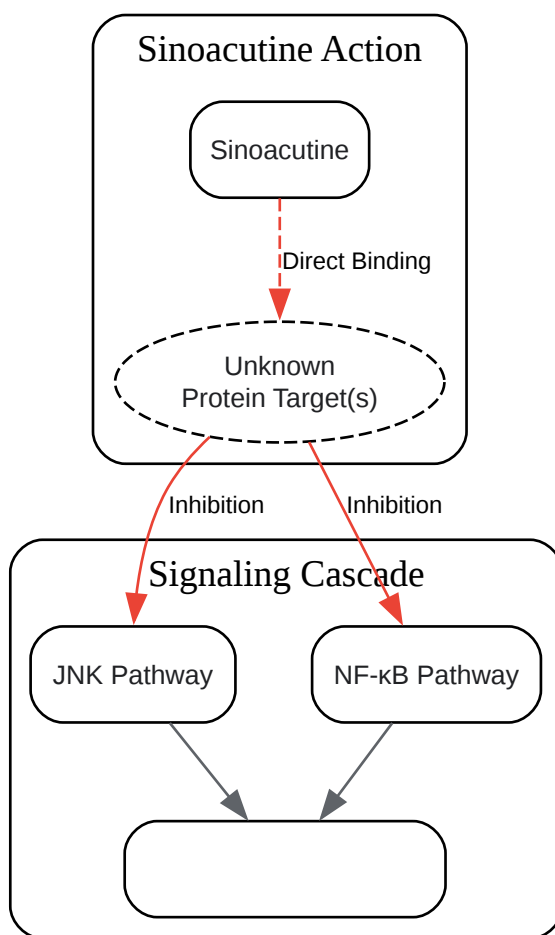 Sinoacutine Action
Sinoacutine
Direct Binding
Unknown
Protein Target(s)
Inhibition
Inhibition
Signaling Cascade
JNK Pathway
NF-κB Pathway